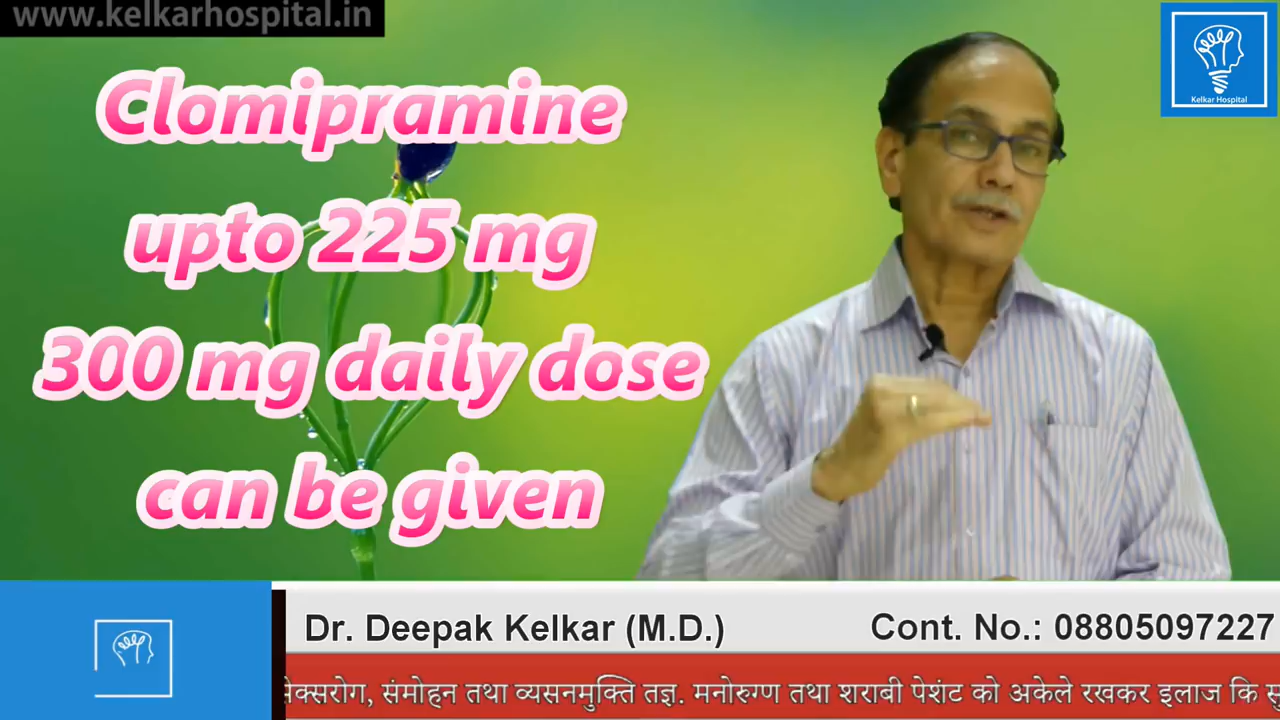 www.kelkarhospital.in
Kelkar Hospital
Clomipramine
upto 225 mg
300 mg daily dose
can be given
Dr. Deepak Kelkar (M.D.)
Cont. No.: 08805097227
सेक्सरोग, संमोहन तथा व्यसनमुक्ति तज्ञ. मनोरुग्ण तथा शराबी पेशंट को अकेले रखकर इलाज कि